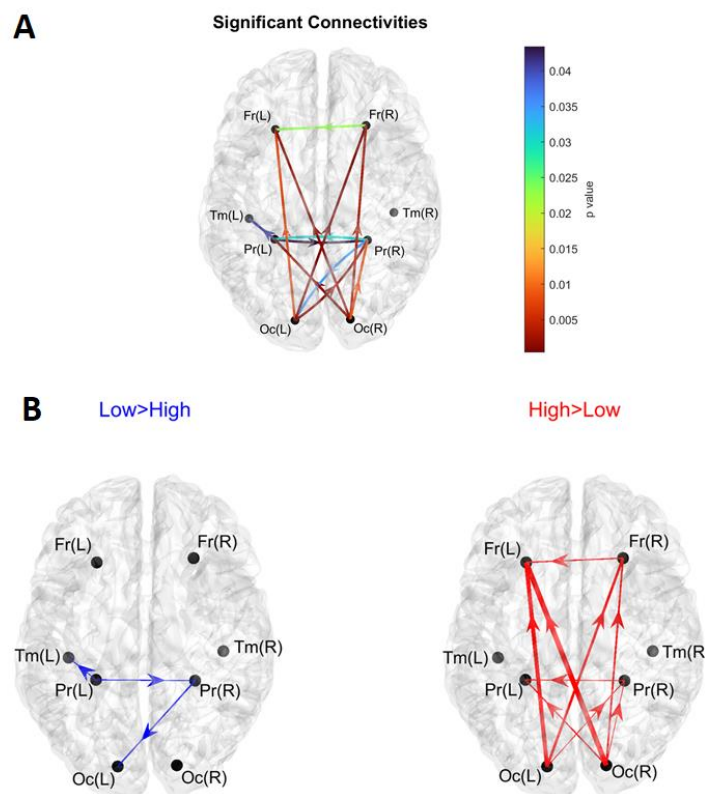 A
Significant Connectivities
Fr(L)
Fr(R)
Tm(L)
Tm(R)
Pr(L)
Pr(R)
Oc(L)
Oc(R)
0.04
0.035
0.03
0.025
0.02
0.015
0.01
0.005
p value
B
Low>High
High>Low
Fr(L)
Fr(R)
Tm(L)
Tm(R)
Pr(L)
Pr(R)
Oc(L)
Oc(R)
Fr(L)
Fr(R)
Tm(L)
Tm(R
Pr(L)
Pr(R)
Oc(L)
Oc(R)